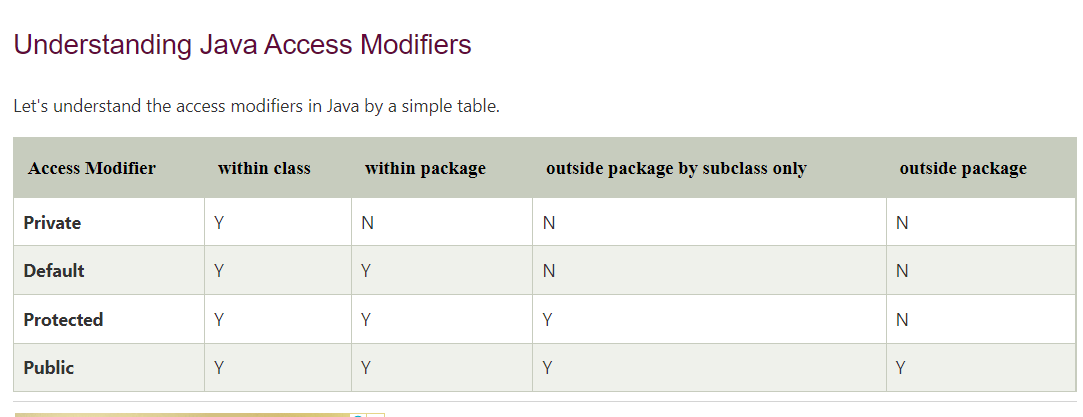 Understanding Java Access Modifiers
Let's understand the access modifiers in Java by a simple table.
Access Modifier within class within package outside package by subclass only outside package
Private Y N N N
Default Y Y N N
Protected Y Y Y N
Public Y Y Y Y